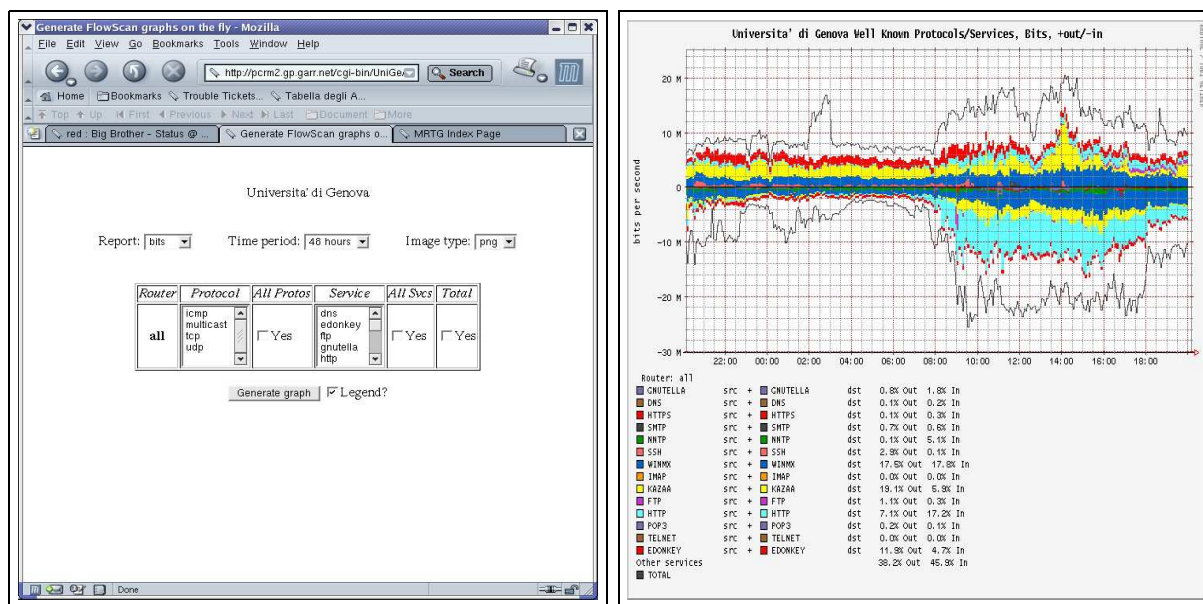 Generate FlowScan graphs on the fly - Mozilla
File Edit View Go Bookmarks Tools Window Help
http://pcrm2.gp.garr.net/cgi-bin/UniGe/ Search
Home Bookmarks Trouble Tickets... Tabella degli A...
Top Up First Previous Next Last Document More
red : Big Brother - Status @ ... Generate FlowScan graphs o... MRTG Index Page
Universita' di Genova
Report: bits Time period: 48 hours Image type: png
Router Protocol All Protos Service All Svcs Total
all
icmp
multicast
tcp
udp
Yes
dns
edonkey
ftp
gnutella
http
Yes
Yes
Generate graph Legend?
Done
Universita' di Genova Well Known Protocols/Services, Bits, +out/-in
bits per second
20 M
10 M
0
-10 M
-20 M
-30 M
22:00 00:00 02:00 04:00 06:00 08:00 10:00 12:00 14:00 16:00 18:00
Router: all
GNUTELLA src + GNUTELLA dst 0.8% Out 1.8% In
DNS src + DNS dst 0.1% Out 0.2% In
HTTPS src + HTTPS dst 0.1% Out 0.3% In
SMTP src + SMTP dst 0.7% Out 0.6% In
NNTP src + NNTP dst 0.1% Out 5.1% In
SSH src + SSH dst 2.9% Out 0.1% In
WINMX src + WINMX dst 17.5% Out 17.8% In
IMAP src + IMAP dst 0.0% Out 0.0% In
KAZAA src + KAZAA dst 19.1% Out 5.9% In
FTP src + FTP dst 1.1% Out 0.3% In
HTTP src + HTTP dst 7.1% Out 17.2% In
POP3 src + POP3 dst 0.2% Out 0.1% In
TELNET src + TELNET dst 0.0% Out 0.0% In
EDONKEY src + EDONKEY dst 11.9% Out 4.7% In
Other services 38.2% Out 45.9% In
TOTAL